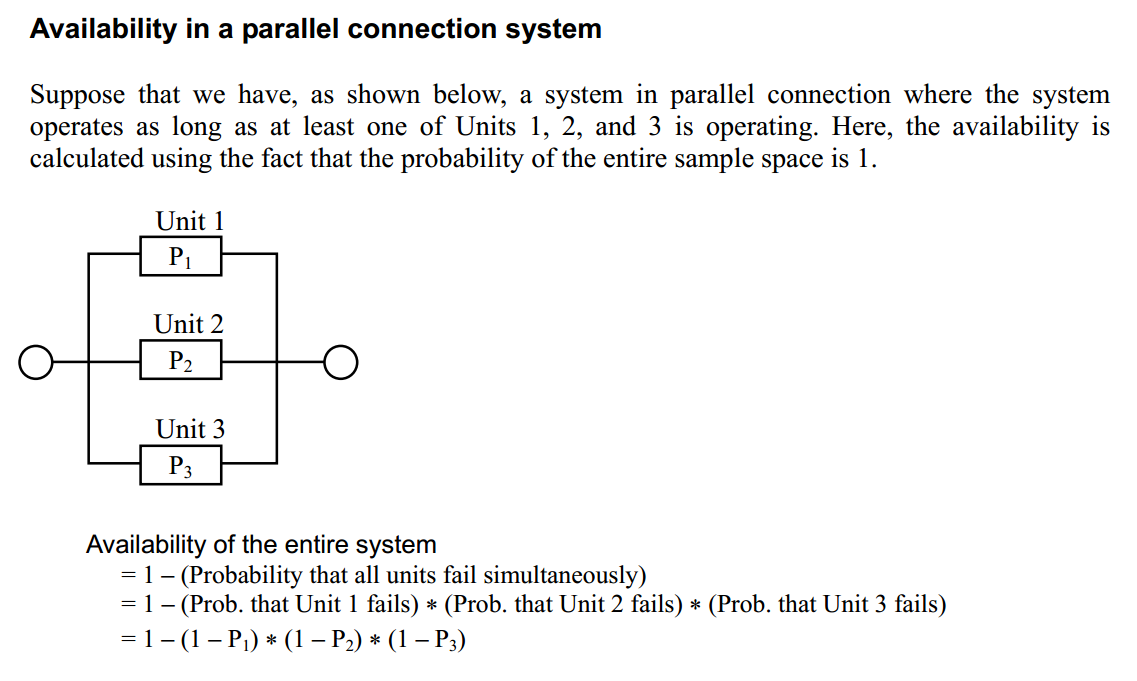 Availability in a parallel connection system
Suppose that we have, as shown below, a system in parallel connection where the system
operates as long as at least one of Units 1, 2, and 3 is operating. Here, the availability is
calculated using the fact that the probability of the entire sample space is 1.
Unit 1
P₁
Unit 2
P₂
Unit 3
P₃
Availability of the entire system
= 1 – (Probability that all units fail simultaneously)
= 1 – (Prob. that Unit 1 fails) * (Prob. that Unit 2 fails) * (Prob. that Unit 3 fails)
= 1 – (1 – P₁) * (1 – P₂) * (1 – P₃)